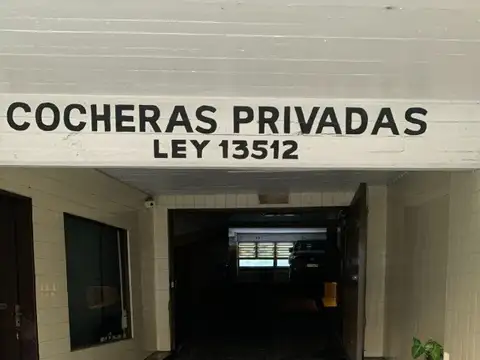 COCHERAS PRIVADAS
LEY 13512